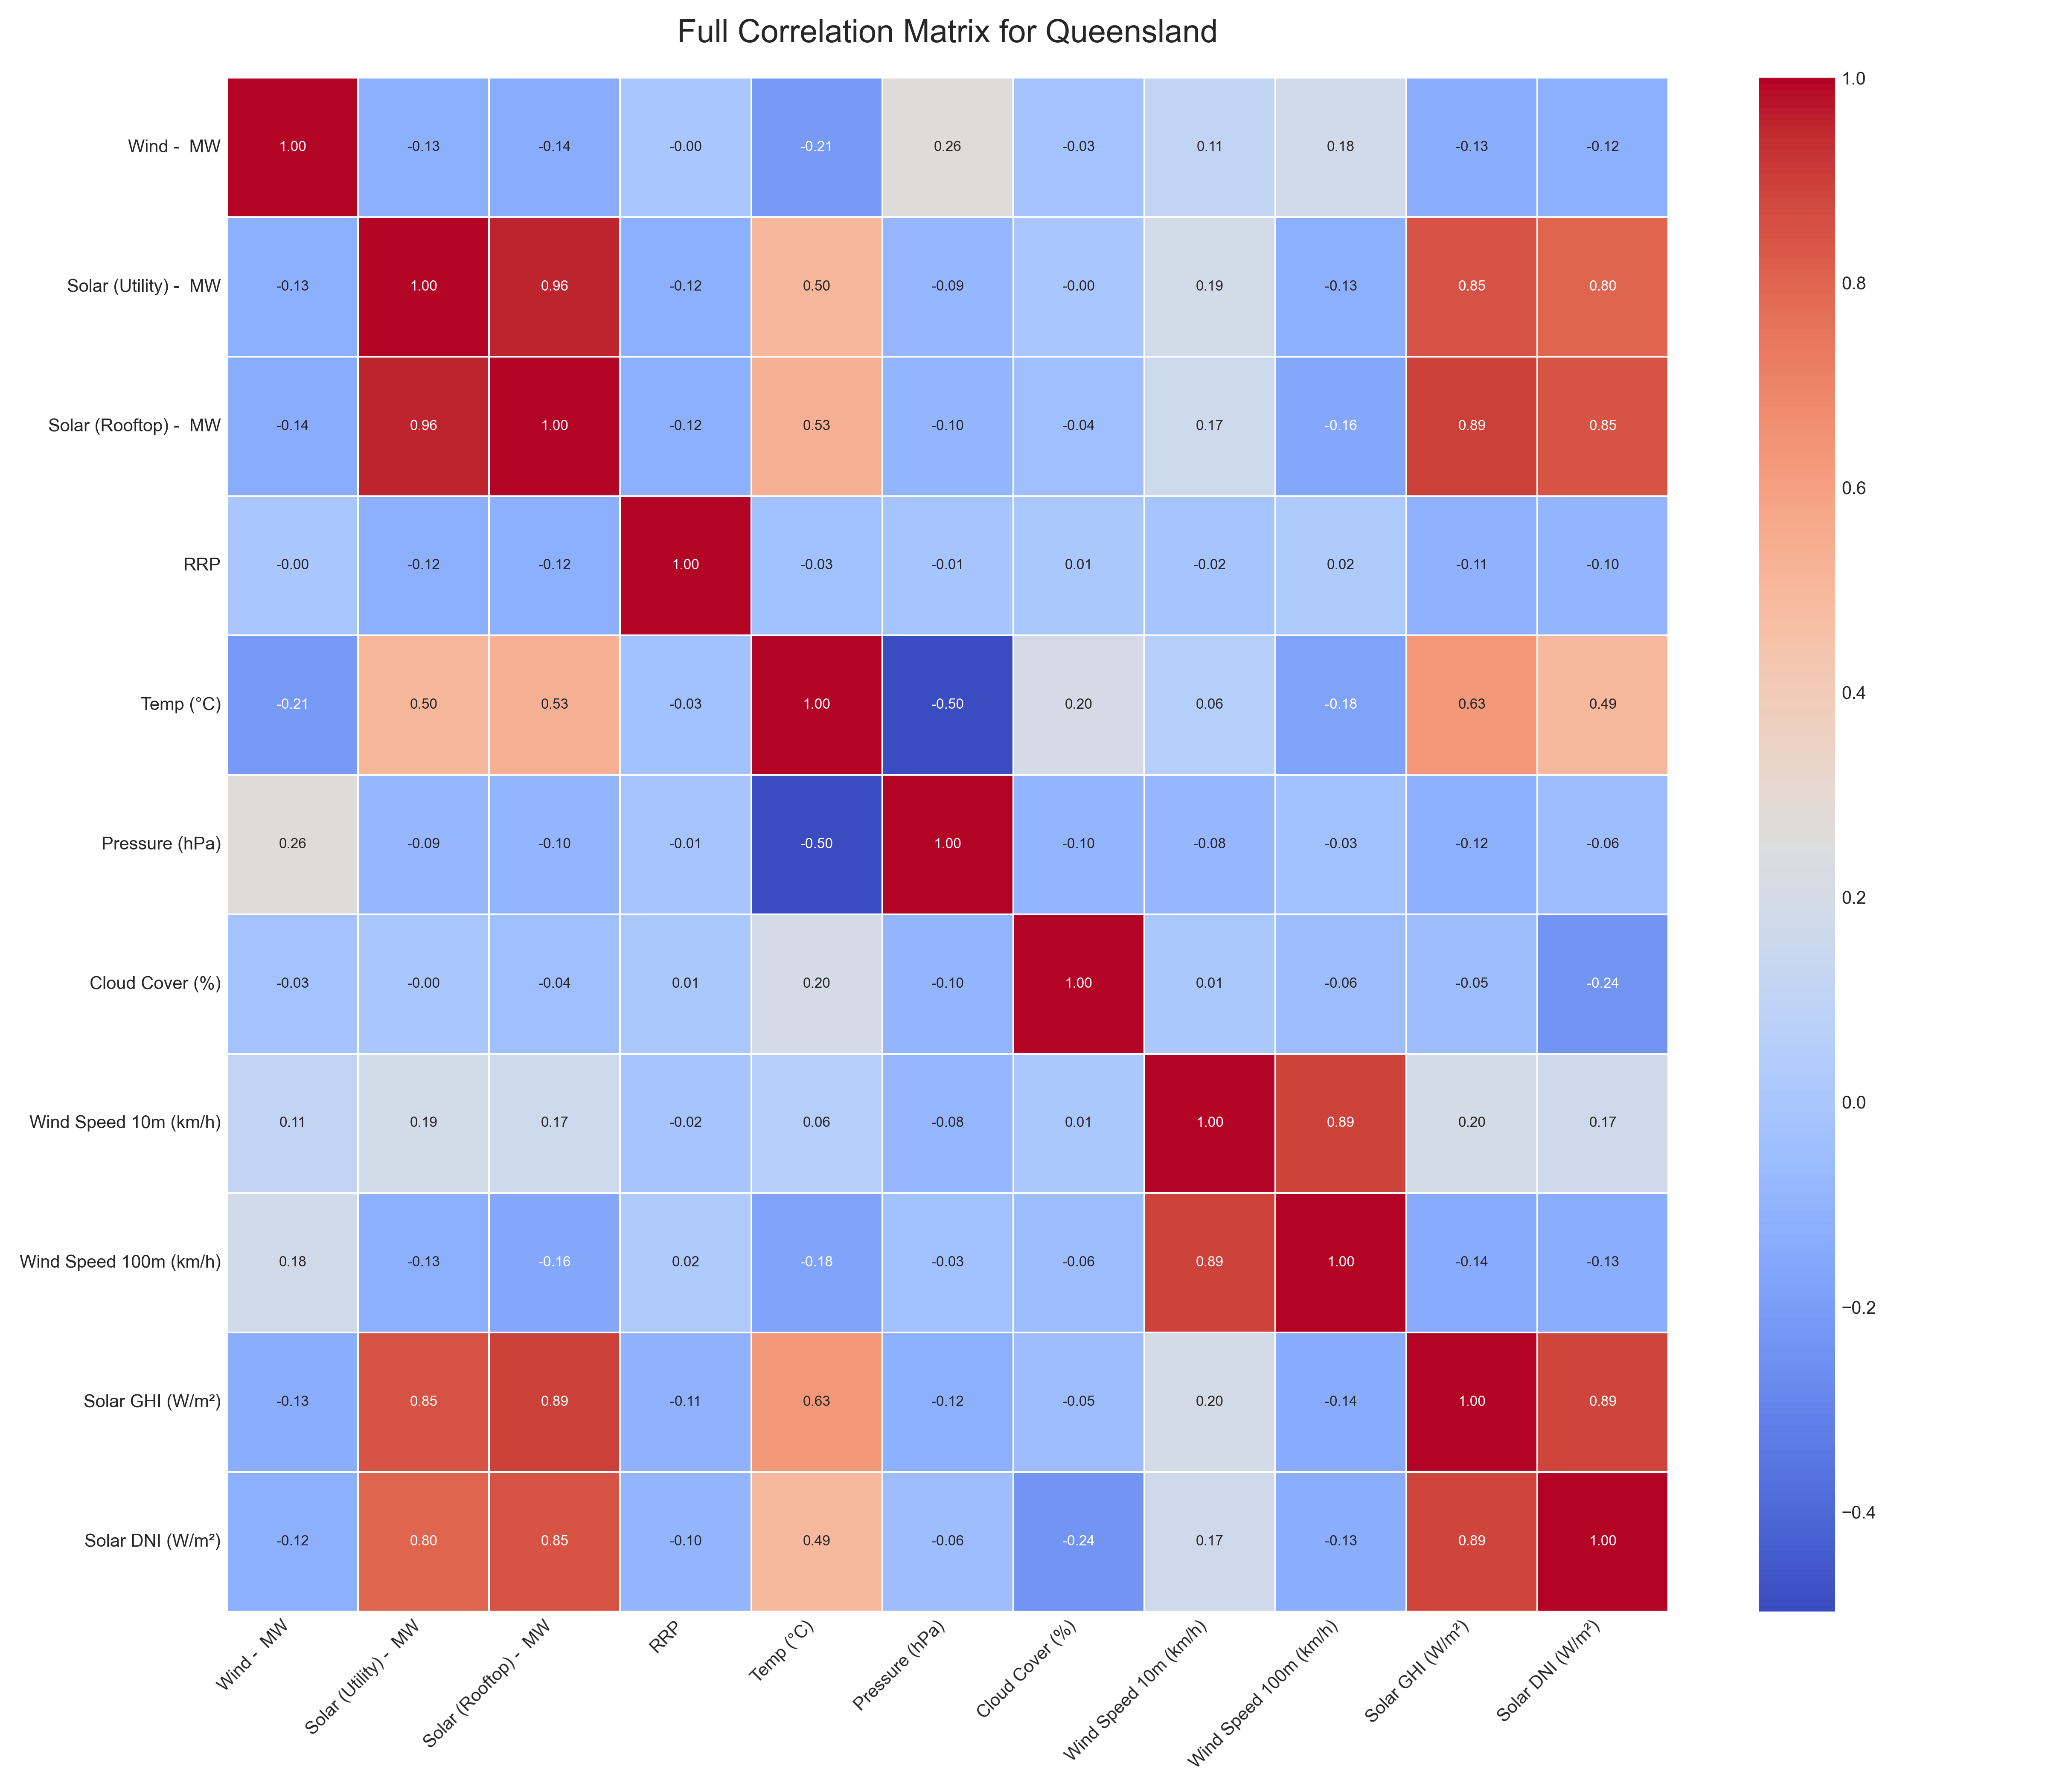 Full Correlation Matrix for Queensland
Wind -  MW 1.00 -0.13 -0.14 -0.00 -0.21 0.26 -0.03 0.11 0.18 -0.13 -0.12
Solar (Utility) -  MW -0.13 1.00 0.96 -0.12 0.50 -0.09 -0.00 0.19 -0.13 0.85 0.80
Solar (Rooftop) -  MW -0.14 0.96 1.00 -0.12 0.53 -0.10 -0.04 0.17 -0.16 0.89 0.85
RRP -0.00 -0.12 -0.12 1.00 -0.03 -0.01 0.01 -0.02 0.02 -0.11 -0.10
Temp (°C) -0.21 0.50 0.53 -0.03 1.00 -0.50 0.20 0.06 -0.18 0.63 0.49
Pressure (hPa) 0.26 -0.09 -0.10 -0.01 -0.50 1.00 -0.10 -0.08 -0.03 -0.12 -0.06
Cloud Cover (%) -0.03 -0.00 -0.04 0.01 0.20 -0.10 1.00 0.01 -0.06 -0.05 -0.24
Wind Speed 10m (km/h) 0.11 0.19 0.17 -0.02 0.06 -0.08 0.01 1.00 0.89 0.20 0.17
Wind Speed 100m (km/h) 0.18 -0.13 -0.16 0.02 -0.18 -0.03 -0.06 0.89 1.00 -0.14 -0.13
Solar GHI (W/m²) -0.13 0.85 0.89 -0.11 0.63 -0.12 -0.05 0.20 -0.14 1.00 0.89
Solar DNI (W/m²) -0.12 0.80 0.85 -0.10 0.49 -0.06 -0.24 0.17 -0.13 0.89 1.00
Wind -  MW
Solar (Utility) -  MW
Solar (Rooftop) -  MW
RRP
Temp (°C)
Pressure (hPa)
Cloud Cover (%)
Wind Speed 10m (km/h)
Wind Speed 100m (km/h)
Solar GHI (W/m²)
Solar DNI (W/m²)
1.0
0.8
0.6
0.4
0.2
0.0
−0.2
−0.4